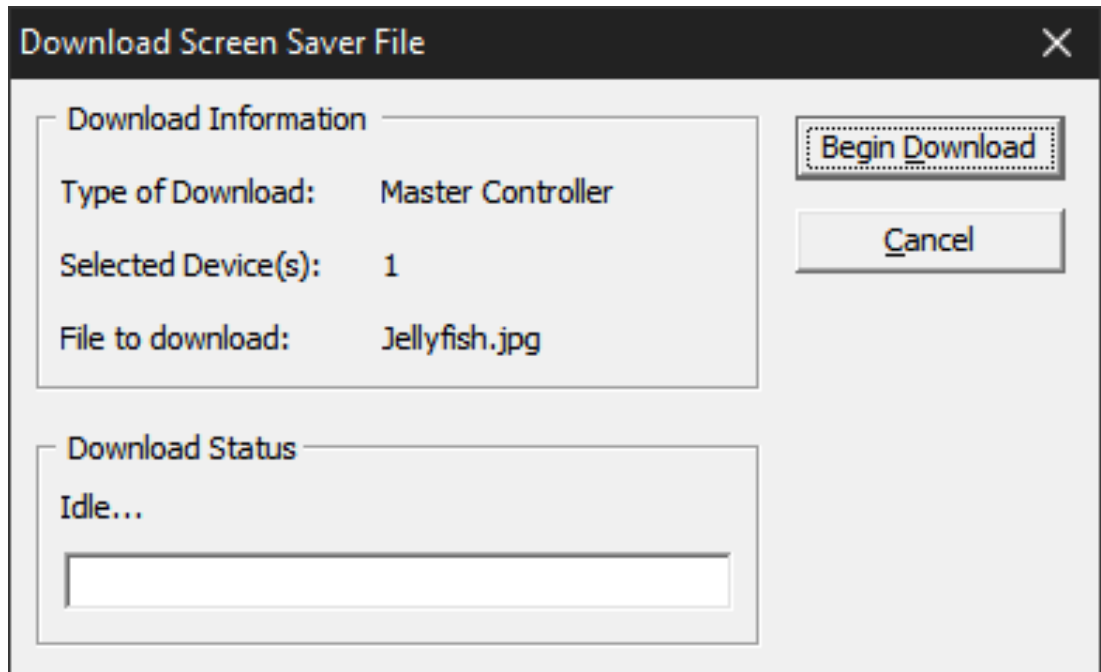 Download Screen Saver File
Download Information
Type of Download: Master Controller
Selected Device(s): 1
File to download: Jellyfish.jpg
Begin Download
Cancel
Download Status
Idle...